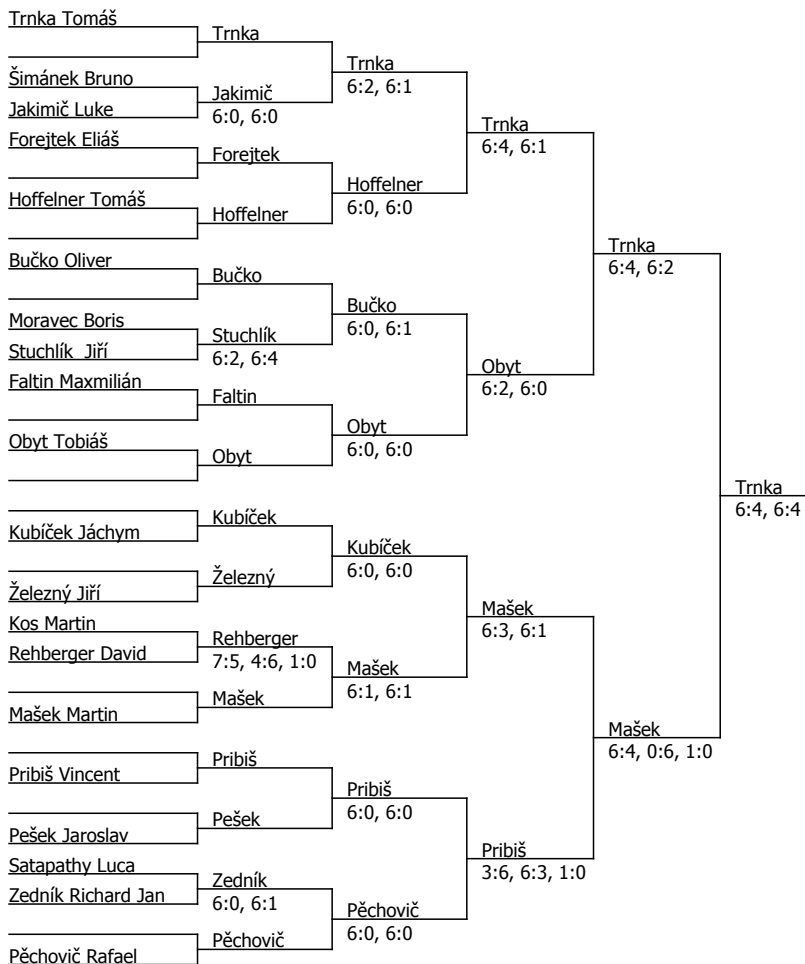 Trnka Tomáš
Šimánek Bruno
Jakimič Luke
Forejtek Eliáš
Hoffelner Tomáš
Bučko Oliver
Moravec Boris
Stuchlík  Jiří
Faltin Maxmilián
Obyt Tobiáš
Kubíček Jáchym
Železný Jiří
Kos Martin
Rehberger David
Mašek Martin
Pribiš Vincent
Pešek Jaroslav
Satapathy Luca
Zedník Richard Jan
Pěchovič Rafael
Trnka
Jakimič
6:0, 6:0
Forejtek
Hoffelner
Bučko
Stuchlík
6:2, 6:4
Faltin
Obyt
Kubíček
Železný
Rehberger
7:5, 4:6, 1:0
Mašek
Pribiš
Pešek
Zedník
6:0, 6:1
Pěchovič
Trnka
6:2, 6:1
Hoffelner
6:0, 6:0
Bučko
6:0, 6:1
Obyt
6:0, 6:0
Kubíček
6:0, 6:0
Mašek
6:1, 6:1
Pribiš
6:0, 6:0
Pěchovič
6:0, 6:0
Trnka
6:4, 6:1
Obyt
6:2, 6:0
Mašek
6:3, 6:1
Pribiš
3:6, 6:3, 1:0
Trnka
6:4, 6:2
Mašek
6:4, 0:6, 1:0
Trnka
6:4, 6:4